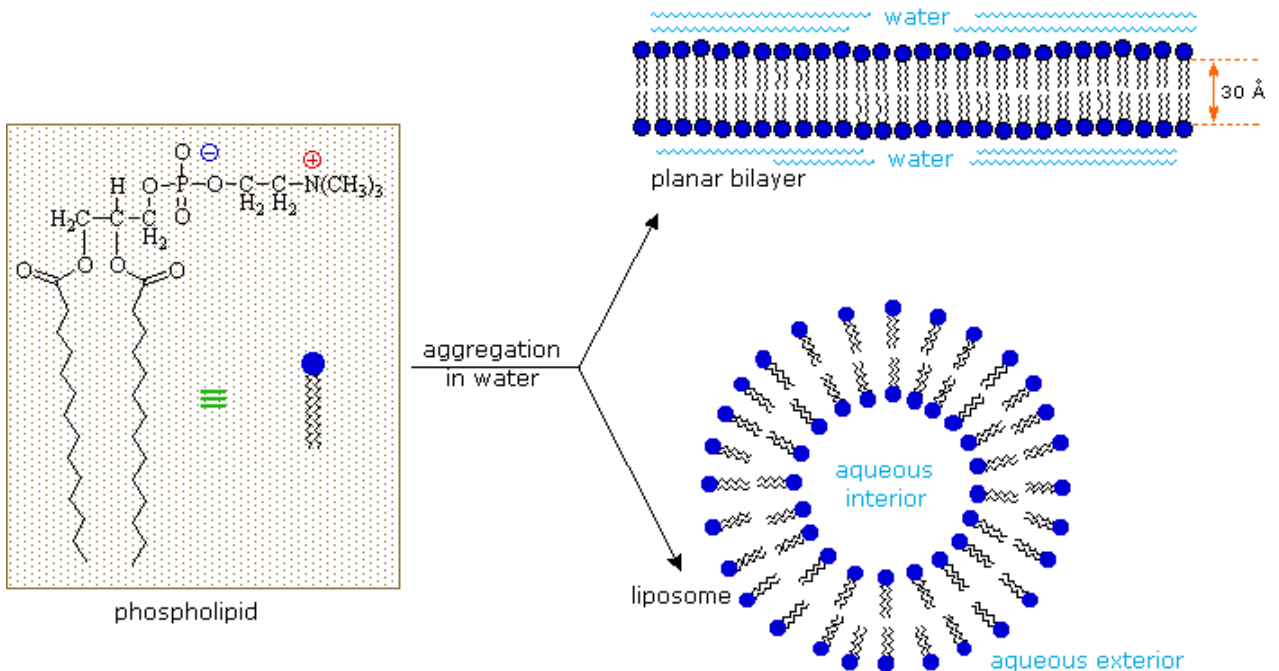 water
30 Å
water
planar bilayer
O ⊖ ⊕
H O–P–O–C–C–N(CH₃)₃
O H₂ H₂
H₂C–C–C
H₂
O O O O
aggregation
in water
aqueous
interior
liposome
phospholipid
aqueous exterior